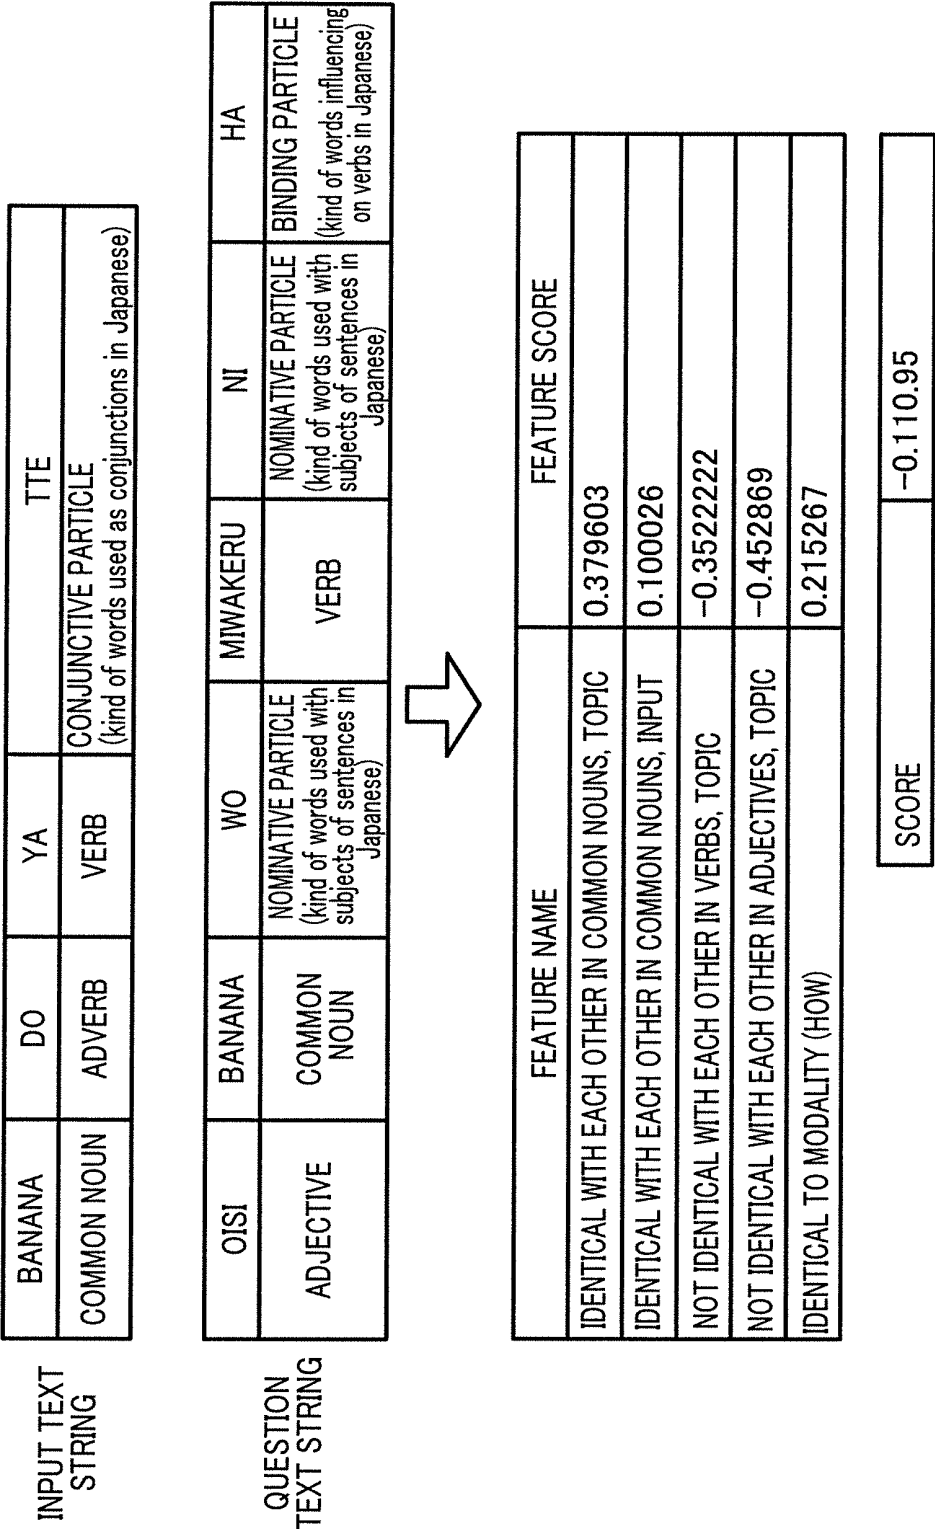 INPUT TEXT
STRING
BANANA
DO
YA
TTE
COMMON NOUN
ADVERB
VERB
CONJUNCTIVE PARTICLE
(kind of words used as conjunctions in Japanese)
QUESTION
TEXT STRING
OISI
BANANA
WO
MIWAKERU
NI
HA
ADJECTIVE
COMMON
NOUN
NOMINATIVE PARTICLE
(kind of words used with
subjects of sentences in
Japanese)
VERB
NOMINATIVE PARTICLE
(kind of words used with
subjects of sentences in
Japanese)
BINDING PARTICLE
(kind of words influencing
on verbs in Japanese)
FEATURE NAME
FEATURE SCORE
IDENTICAL WITH EACH OTHER IN COMMON NOUNS, TOPIC
0.379603
IDENTICAL WITH EACH OTHER IN COMMON NOUNS, INPUT
0.100026
NOT IDENTICAL WITH EACH OTHER IN VERBS, TOPIC
−0.3522222
NOT IDENTICAL WITH EACH OTHER IN ADJECTIVES, TOPIC
−0.452869
IDENTICAL TO MODALITY (HOW)
0.215267
SCORE
−0.110.95